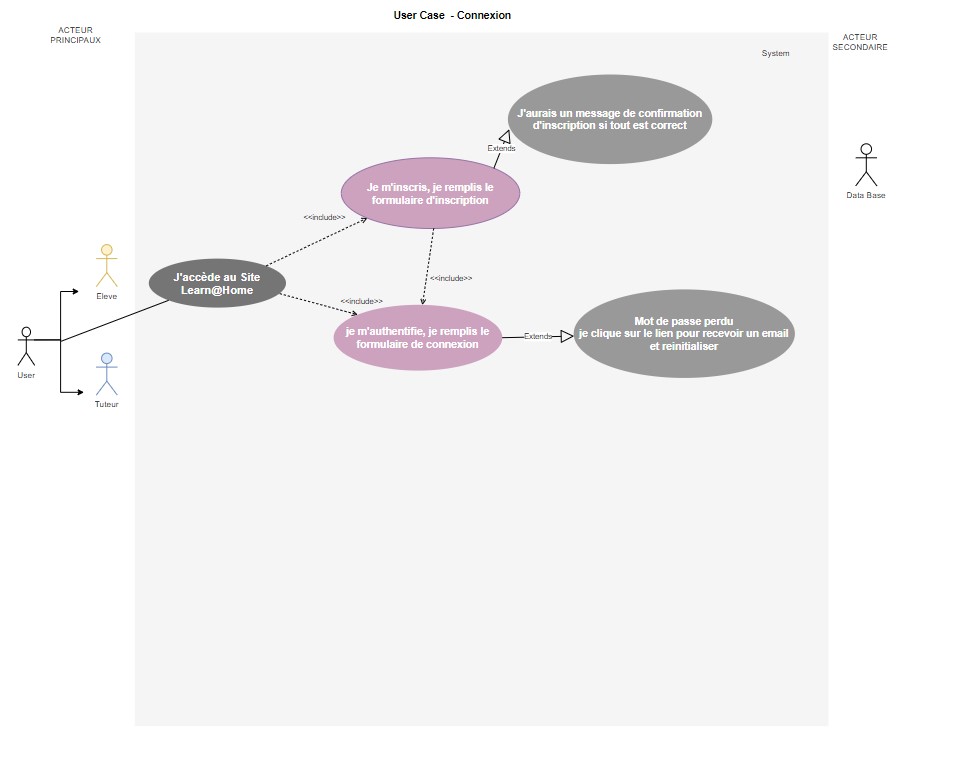 User Case - Connexion
ACTEUR
PRINCIPAUX
ACTEUR
SECONDAIRE
System
J'aurais un message de confirmation
d'inscription si tout est correct
Extends
Data Base
Je m'inscris, je remplis le
formulaire d'inscription
<<include>>
Eleve
J'accède au Site
Learn@Home
<<include>>
<<include>>
je m'authentifie, je remplis le
formulaire de connexion
Extends
Mot de passe perdu
je clique sur le lien pour recevoir un email
et reinitialiser
User
Tuteur